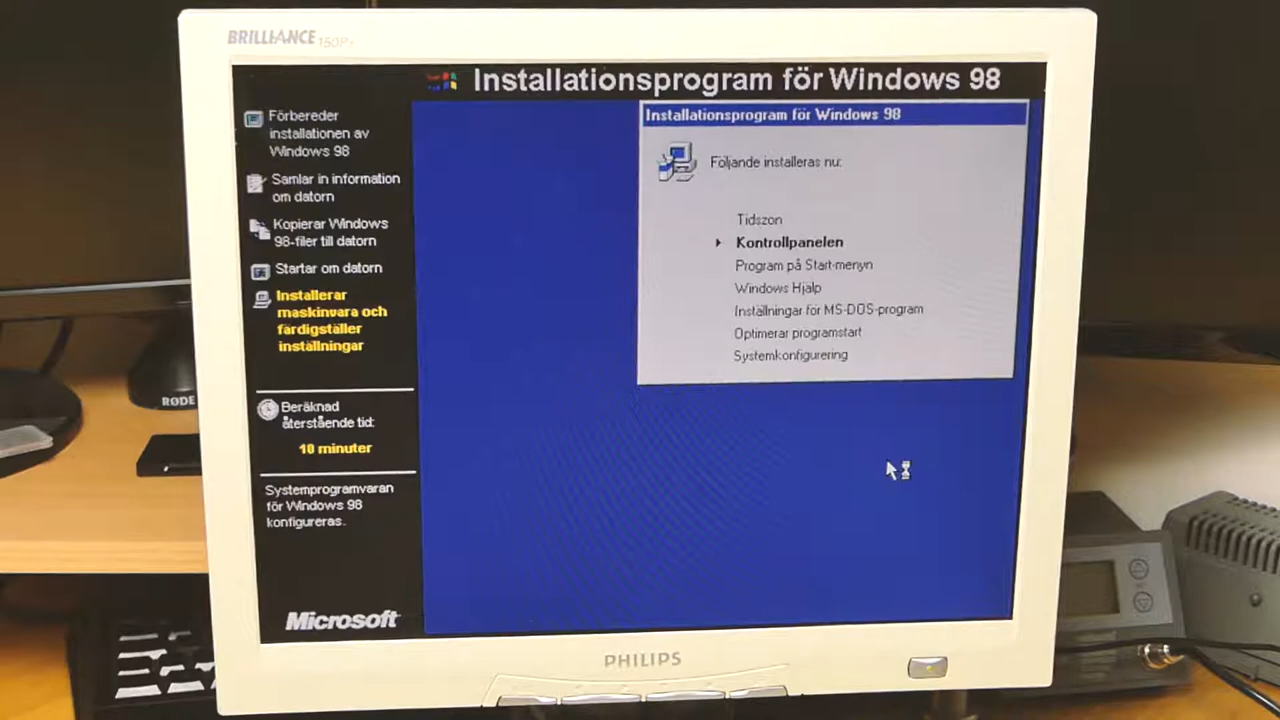 BRILLIANCE 150P+
Installationsprogram för Windows 98
Förbereder
installationen av
Windows 98
Samlar in information
om datorn
Kopierar Windows
98-filer till datorn
Startar om datorn
Installerar
maskinvara och
färdigställer
inställningar
Beräknad
återstående tid:
10 minuter
Systemprogramvaran
för Windows 98
konfigureras.
Microsoft
Installationsprogram för Windows 98
Följande installeras nu:
Tidszon
Kontrollpanelen
Program på Start-menyn
Windows Hjälp
Inställningar för MS-DOS-program
Optimerar programstart
Systemkonfigurering
RØDE
PHILIPS